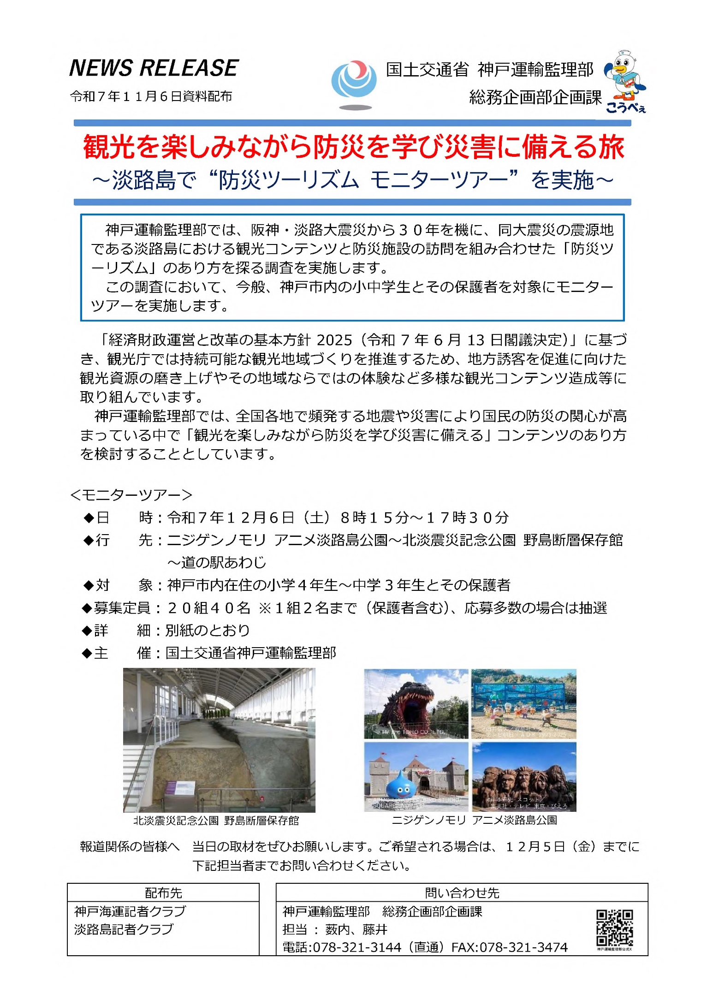 NEWS RELEASE
令和７年１１月６日資料配布
国土交通省 神戸運輸監理部
総務企画部企画課
こうべぇ
観光を楽しみながら防災を学び災害に備える旅
～淡路島で“防災ツーリズム モニターツアー”を実施～
神戸運輸監理部では、阪神・淡路大震災から３０年を機に、同大震災の震源地
である淡路島における観光コンテンツと防災施設の訪問を組み合わせた「防災ツ
ーリズム」のあり方を探る調査を実施します。
この調査において、今般、神戸市内の小中学生とその保護者を対象にモニター
ツアーを実施します。
「経済財政運営と改革の基本方針 2025（令和 7 年 6 月 13 日閣議決定）」に基づ
き、観光庁では持続可能な観光地域づくりを推進するため、地方誘客を促進に向けた
観光資源の磨き上げやその地域ならではの体験など多様な観光コンテンツ造成等に
取り組んでいます。
神戸運輸監理部では、全国各地で頻発する地震や災害により国民の防災の関心が高
まっている中で「観光を楽しみながら防災を学び災害に備える」コンテンツのあり方
を検討することとしています。
＜モニターツアー＞
◆日　　時：令和７年１２月６日（土）８時１５分～１７時３０分
◆行　　先：ニジゲンノモリ アニメ淡路島公園～北淡震災記念公園 野島断層保存館
～道の駅あわじ
◆対　　象：神戸市内在住の小学４年生～中学３年生とその保護者
◆募集定員：２０組４０名 ※１組２名まで（保護者含む）、応募多数の場合は抽選
◆詳　　細：別紙のとおり
◆主　　催：国土交通省神戸運輸監理部
TM & © TOHO CO., LTD.
テレビ朝日・ADK 1993-2025
© ARMOR PROJECT/BIRD STUDIO/
SQUARE ENIX
©岸本斉史 スコット／
集英社・テレビ東京・ぴえろ
北淡震災記念公園 野島断層保存館
ニジゲンノモリ アニメ淡路島公園
報道関係の皆様へ　当日の取材をぜひお願いします。ご希望される場合は、１２月５日（金）までに
下記担当者までお問い合わせください。
配布先
神戸海運記者クラブ
淡路島記者クラブ
問い合わせ先
神戸運輸監理部　総務企画部企画課
担当 ： 薮内、藤井
電話:078-321-3144（直通）FAX:078-321-3474
神戸運輸監理部公式X